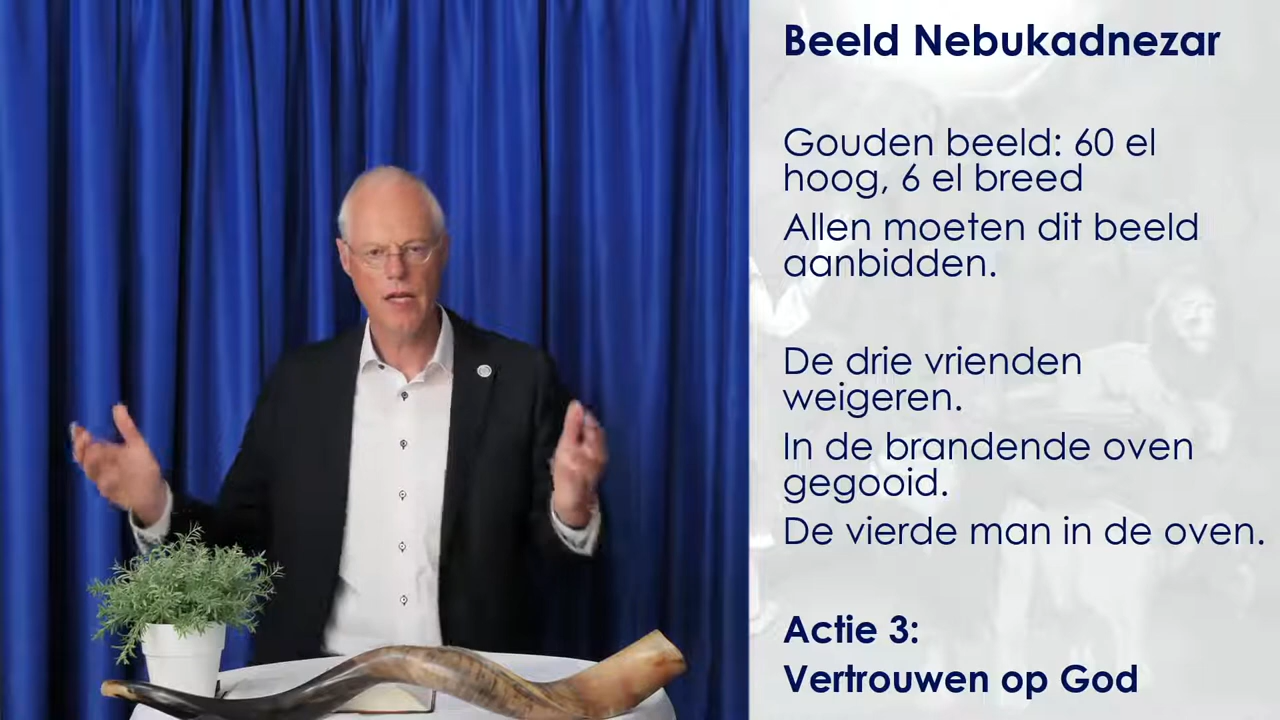 Beeld Nebukadnezar
Gouden beeld: 60 el
hoog, 6 el breed
Allen moeten dit beeld
aanbidden.
De drie vrienden
weigeren.
In de brandende oven
gegooid.
De vierde man in de oven.
Actie 3:
Vertrouwen op God